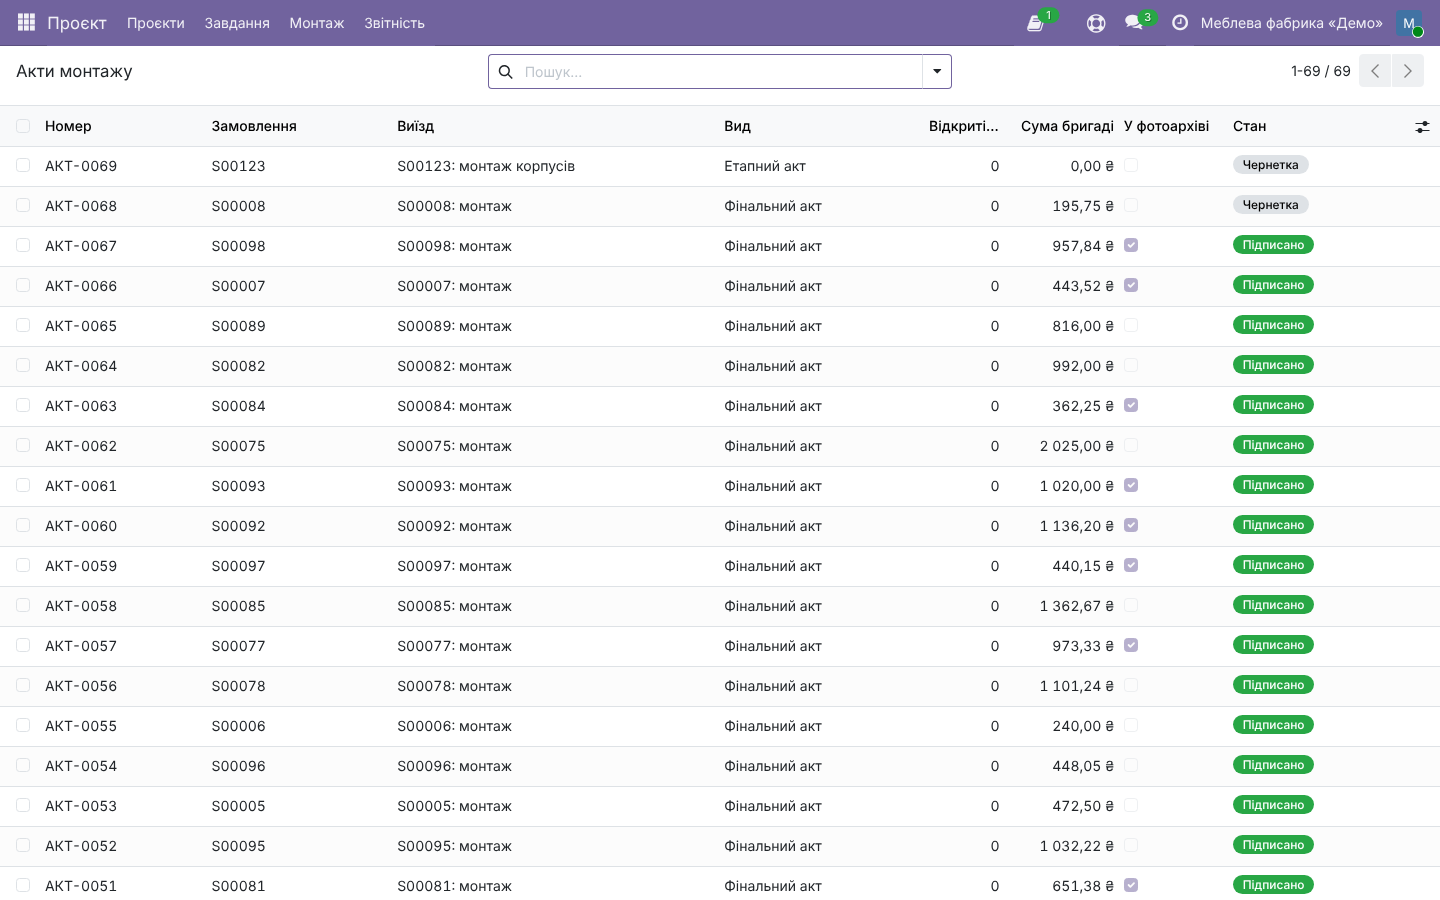 Проєкт Проєкти Завдання Монтаж Звітність 1 3 Меблева фабрика «Демо» M
Акти монтажу Пошук... 1-69 / 69
Номер Замовлення Виїзд Вид Відкриті... Сума бригаді У фотоархіві Стан
АКТ-0069 S00123 S00123: монтаж корпусів Етапний акт 0 0,00 ₴ Чернетка
АКТ-0068 S00008 S00008: монтаж Фінальний акт 0 195,75 ₴ Чернетка
АКТ-0067 S00098 S00098: монтаж Фінальний акт 0 957,84 ₴ Підписано
АКТ-0066 S00007 S00007: монтаж Фінальний акт 0 443,52 ₴ Підписано
АКТ-0065 S00089 S00089: монтаж Фінальний акт 0 816,00 ₴ Підписано
АКТ-0064 S00082 S00082: монтаж Фінальний акт 0 992,00 ₴ Підписано
АКТ-0063 S00084 S00084: монтаж Фінальний акт 0 362,25 ₴ Підписано
АКТ-0062 S00075 S00075: монтаж Фінальний акт 0 2 025,00 ₴ Підписано
АКТ-0061 S00093 S00093: монтаж Фінальний акт 0 1 020,00 ₴ Підписано
АКТ-0060 S00092 S00092: монтаж Фінальний акт 0 1 136,20 ₴ Підписано
АКТ-0059 S00097 S00097: монтаж Фінальний акт 0 440,15 ₴ Підписано
АКТ-0058 S00085 S00085: монтаж Фінальний акт 0 1 362,67 ₴ Підписано
АКТ-0057 S00077 S00077: монтаж Фінальний акт 0 973,33 ₴ Підписано
АКТ-0056 S00078 S00078: монтаж Фінальний акт 0 1 101,24 ₴ Підписано
АКТ-0055 S00006 S00006: монтаж Фінальний акт 0 240,00 ₴ Підписано
АКТ-0054 S00096 S00096: монтаж Фінальний акт 0 448,05 ₴ Підписано
АКТ-0053 S00005 S00005: монтаж Фінальний акт 0 472,50 ₴ Підписано
АКТ-0052 S00095 S00095: монтаж Фінальний акт 0 1 032,22 ₴ Підписано
АКТ-0051 S00081 S00081: монтаж Фінальний акт 0 651,38 ₴ Підписано